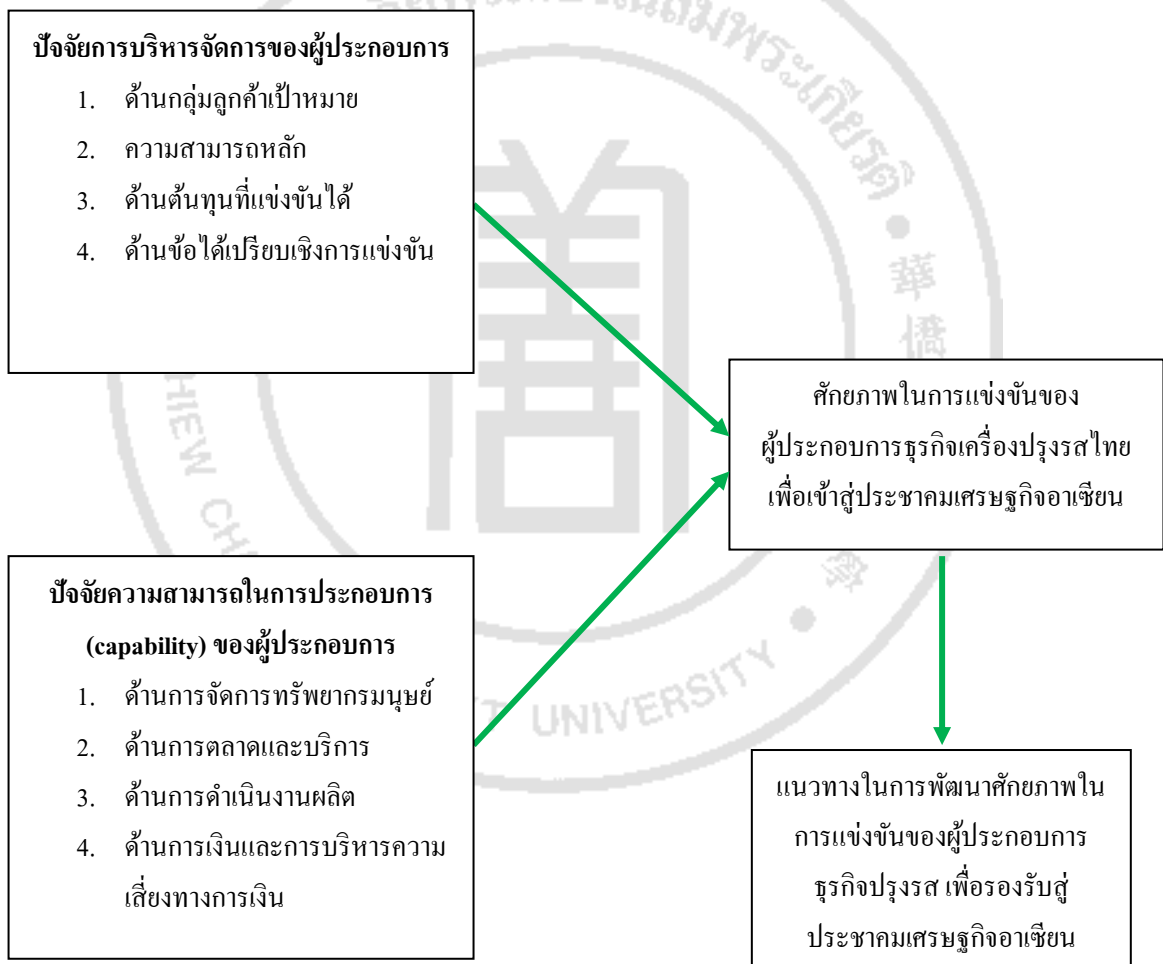 ปัจจัยการบริหารจัดการของผู้ประกอบการ
1. ด้านกลุ่มลูกค้าเป้าหมาย
2. ความสามารถหลัก
3. ด้านต้นทุนที่แข่งขันได้
4. ด้านข้อได้เปรียบเชิงการแข่งขัน
ศักยภาพในการแข่งขันของ
ผู้ประกอบการธุรกิจเครื่องปรุงรสไทย
เพื่อเข้าสู่ประชาคมเศรษฐกิจอาเซียน
ปัจจัยความสามารถในการประกอบการ
(capability) ของผู้ประกอบการ
1. ด้านการจัดการทรัพยากรมนุษย์
2. ด้านการตลาดและบริการ
3. ด้านการดำเนินงานผลิต
4. ด้านการเงินและการบริหารความ
เสี่ยงทางการเงิน
แนวทางในการพัฒนาศักยภาพใน
การแข่งขันของผู้ประกอบการ
ธุรกิจปรุงรส เพื่อรองรับสู่
ประชาคมเศรษฐกิจอาเซียน
UNIVERSITY
華僑